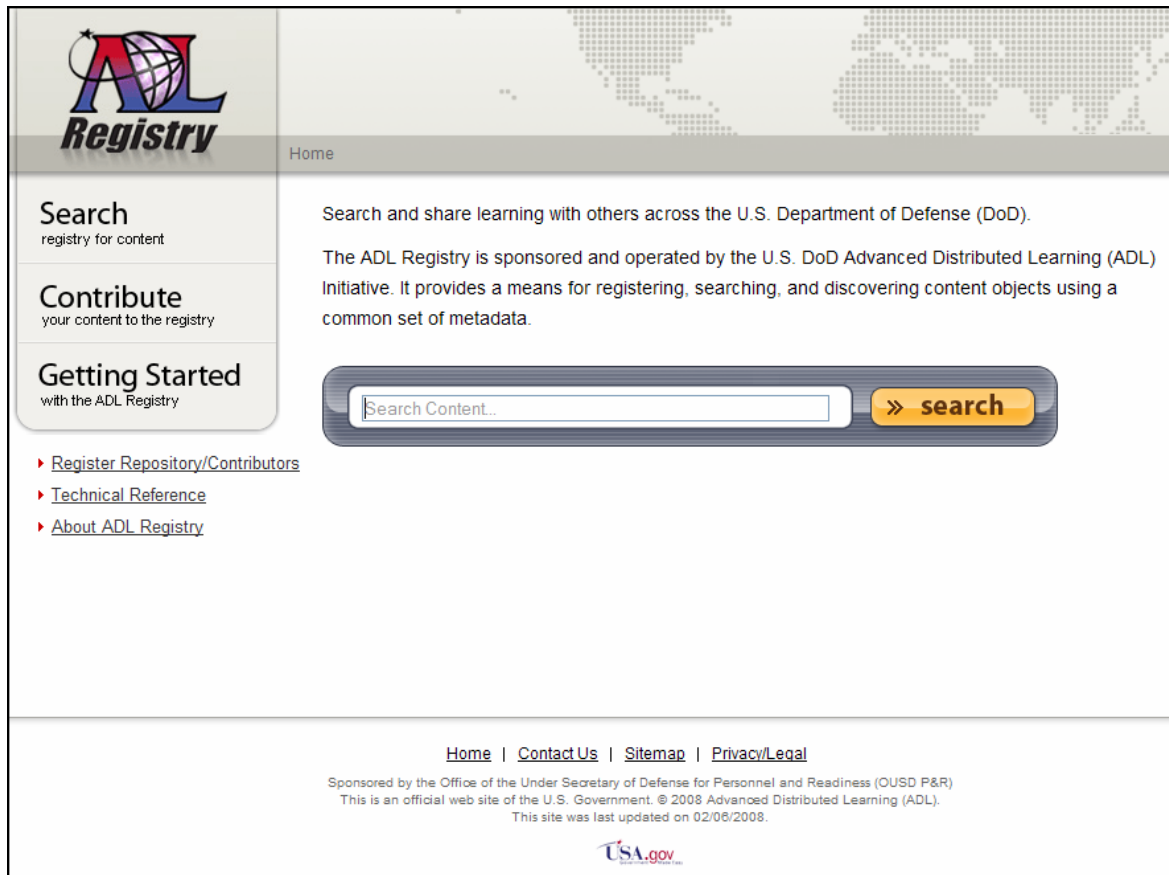 ADL
Registry
Home
Search
registry for content
Contribute
your content to the registry
Getting Started
with the ADL Registry
Register Repository/Contributors
Technical Reference
About ADL Registry
Search and share learning with others across the U.S. Department of Defense (DoD).
The ADL Registry is sponsored and operated by the U.S. DoD Advanced Distributed Learning (ADL)
Initiative. It provides a means for registering, searching, and discovering content objects using a
common set of metadata.
Search Content...
» search
Home | Contact Us | Sitemap | Privacy/Legal
Sponsored by the Office of the Under Secretary of Defense for Personnel and Readiness (OUSD P&R)
This is an official web site of the U.S. Government. © 2008 Advanced Distributed Learning (ADL).
This site was last updated on 02/06/2008.
USA.gov